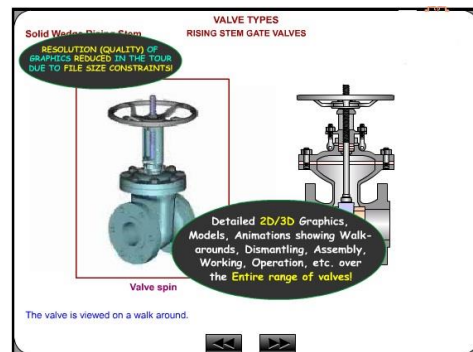 VALVE TYPES
Solid Wedge Rising Stem
RISING STEM GATE VALVES
RESOLUTION (QUALITY) OF
GRAPHICS REDUCED IN THE TOUR
DUE TO FILE SIZE CONSTRAINTS!
Detailed 2D/3D Graphics,
Models, Animations showing Walk-
arounds, Dismantling, Assembly,
Working, Operation, etc. over
the Entire range of valves!
Valve spin
The valve is viewed on a walk around.